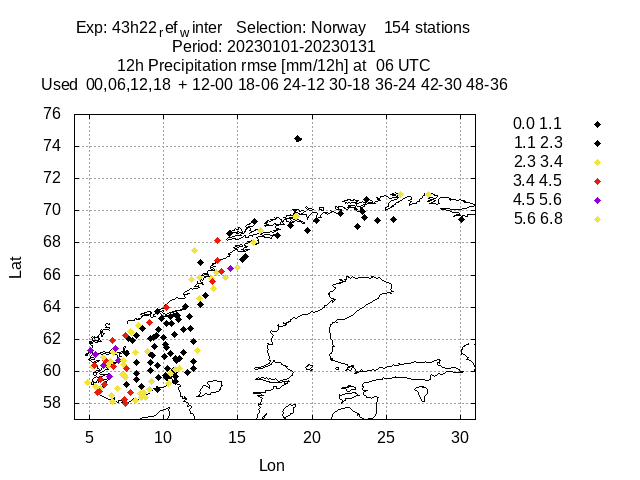 Exp: 43h22refwinter Selection: Norway 154 stations
Period: 20230101-20230131
12h Precipitation rmse [mm/12h] at 06 UTC
Used 00,06,12,18 + 12-00 18-06 24-12 30-18 36-24 42-30 48-36
0.0 1.1
1.1 2.3
2.3 3.4
3.4 4.5
4.5 5.6
5.6 6.8
76
74
72
70
68
66
64
62
60
58
Lat
5 10 15 20 25 30
Lon